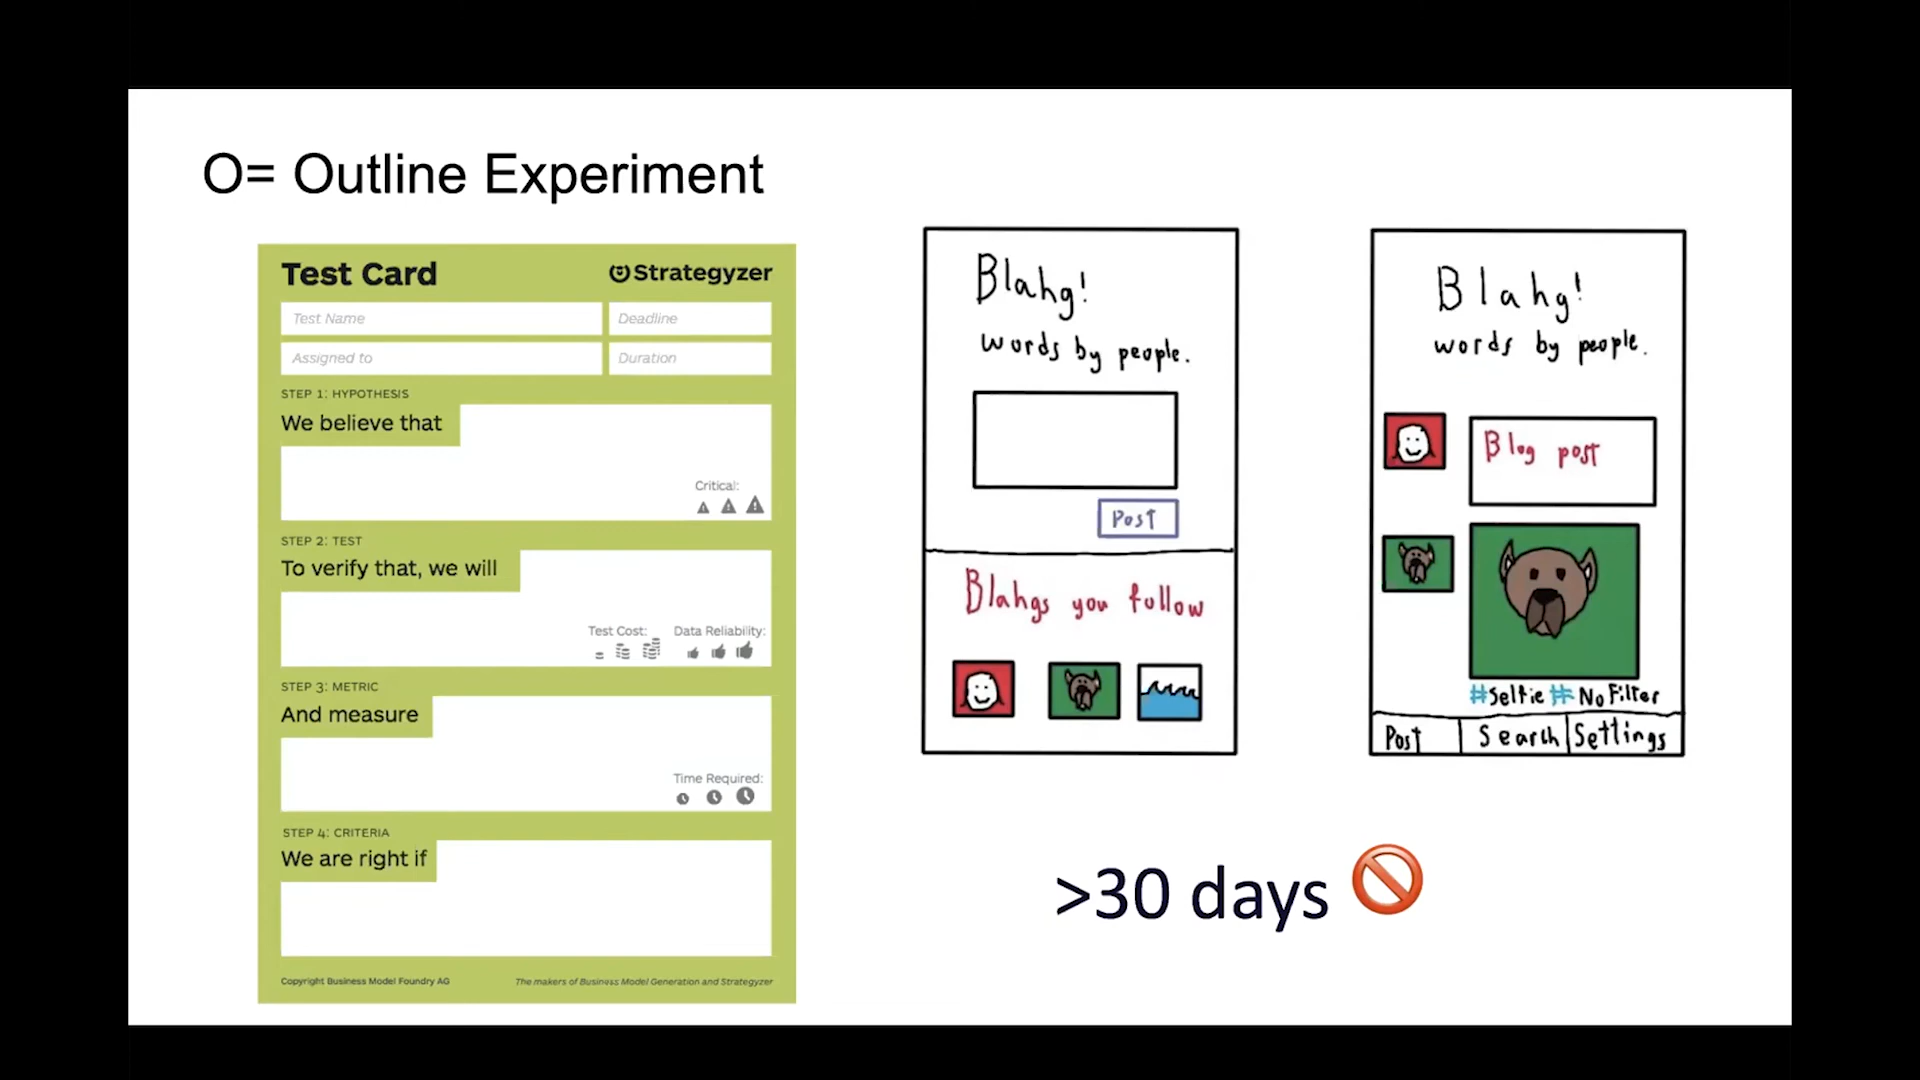 O= Outline Experiment
Test Card
Strategyzer
Test Name
Deadline
Assigned to
Duration
STEP 1: HYPOTHESIS
We believe that
Critical:
STEP 2: TEST
To verify that, we will
Test Cost:
Data Reliability:
STEP 3: METRIC
And measure
Time Required:
STEP 4: CRITERIA
We are right if
Copyright Business Model Foundry AG
The makers of Business Model Generation and Strategyzer
Blahg!
words by people.
Post
Blahgs you follow
Blahg!
words by people.
Blog post
#Selfie #NoFilter
Post
Search
Settings
>30 days